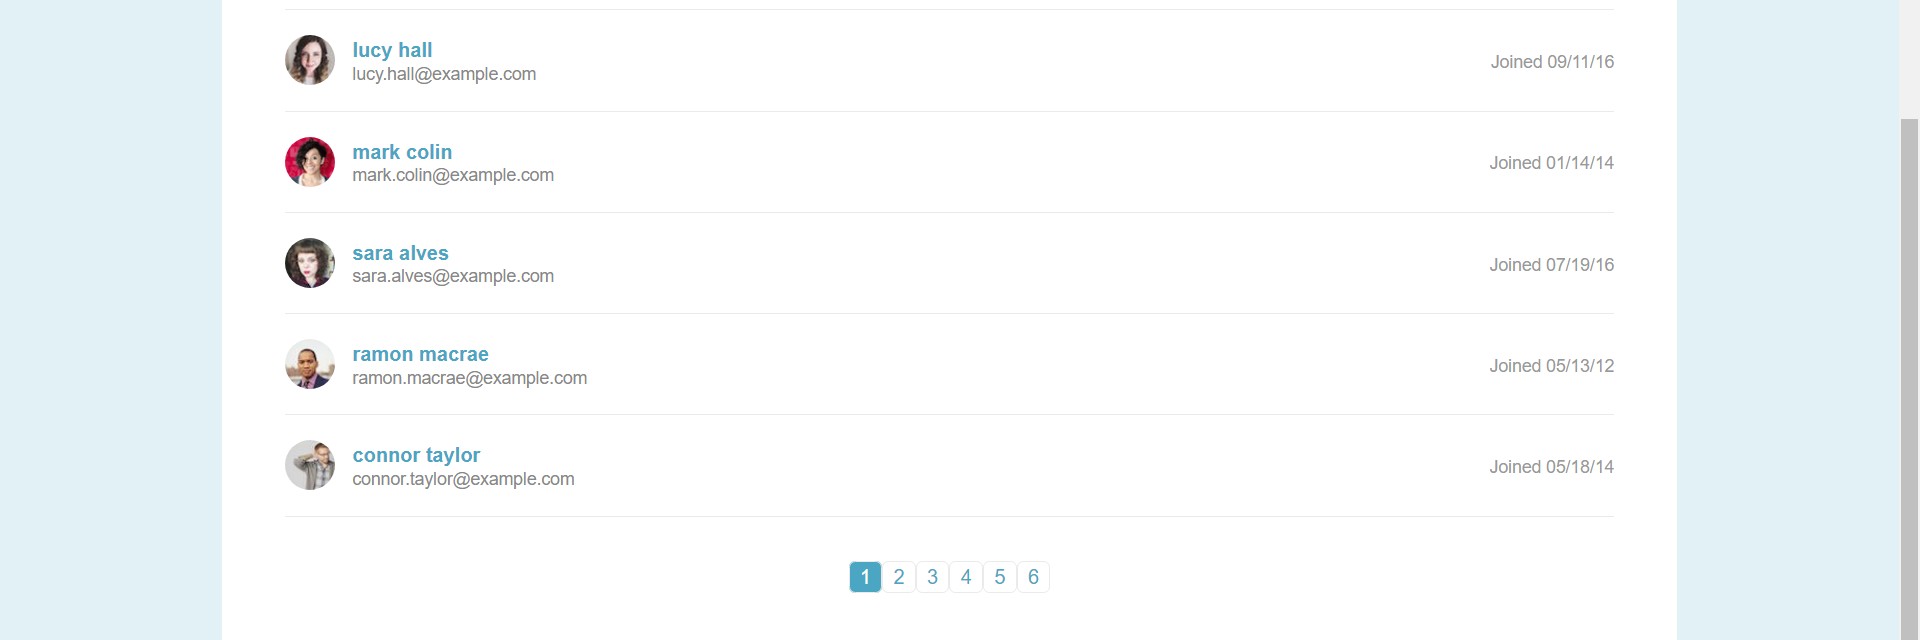 lucy hall
lucy.hall@example.com
Joined 09/11/16
mark colin
mark.colin@example.com
Joined 01/14/14
sara alves
sara.alves@example.com
Joined 07/19/16
ramon macrae
ramon.macrae@example.com
Joined 05/13/12
connor taylor
connor.taylor@example.com
Joined 05/18/14
1 2 3 4 5 6